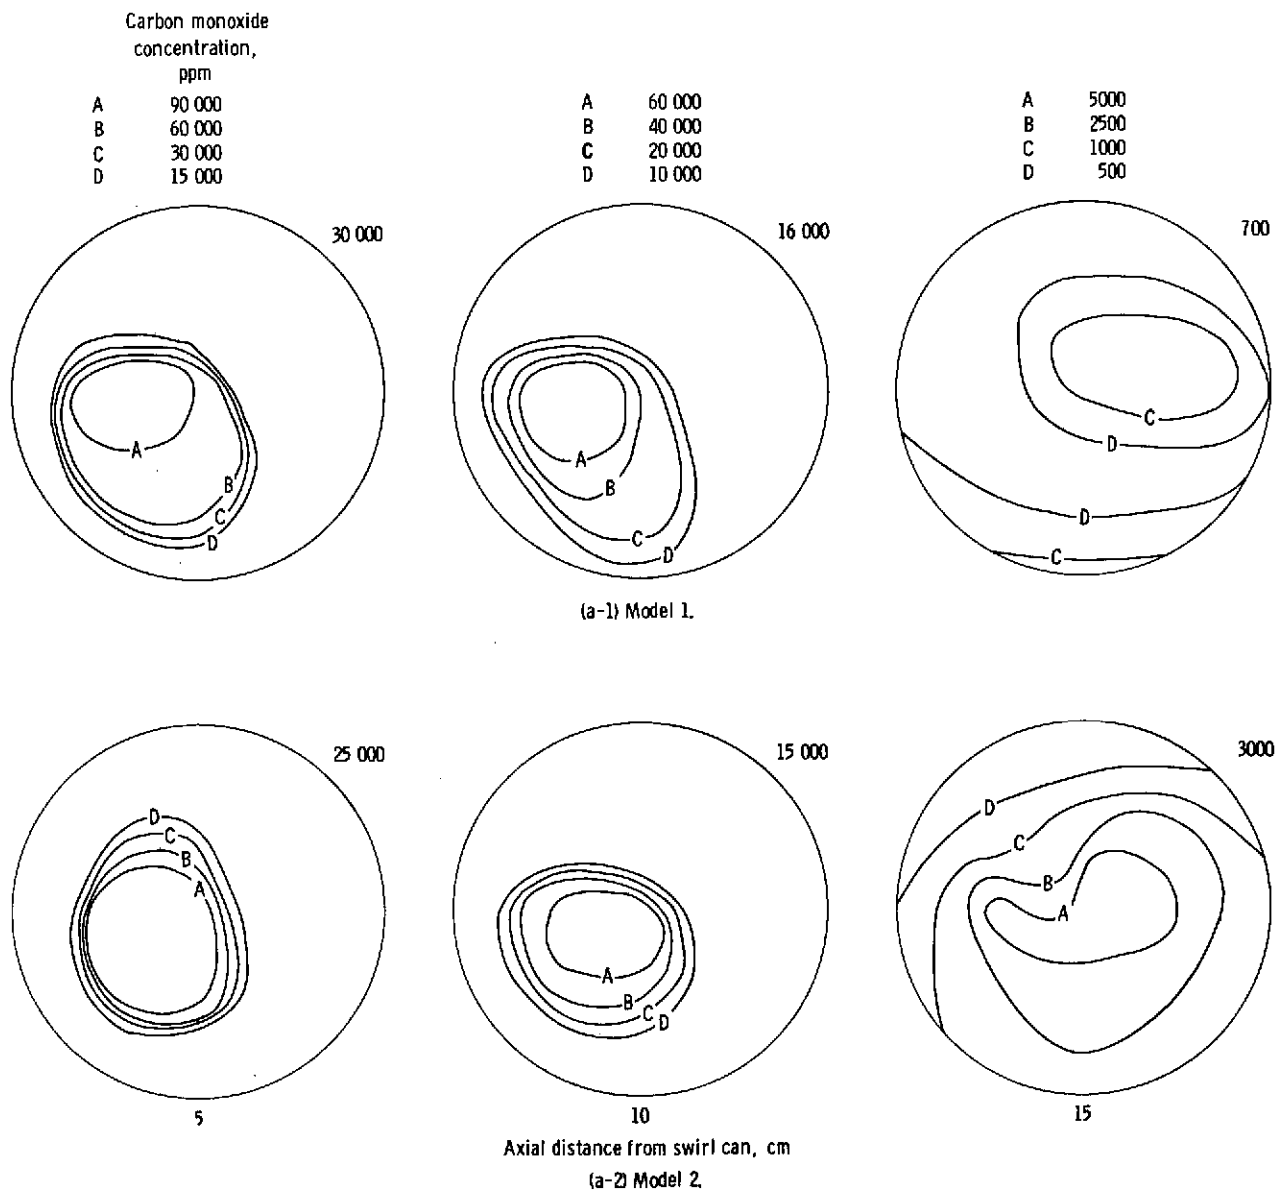 Carbon monoxide
concentration,
ppm
A 90 000
B 60 000
C 30 000
D 15 000
A 60 000
B 40 000
C 20 000
D 10 000
A 5000
B 2500
C 1000
D 500
30 000
A
B
C
D
16 000
A
B
C
D
700
C
D
D
C
(a-1) Model 1.
25 000
D
C
B
A
15 000
A
B
C
D
3000
D
C
B
A
5
10
15
Axial distance from swirl can, cm
(a-2) Model 2.